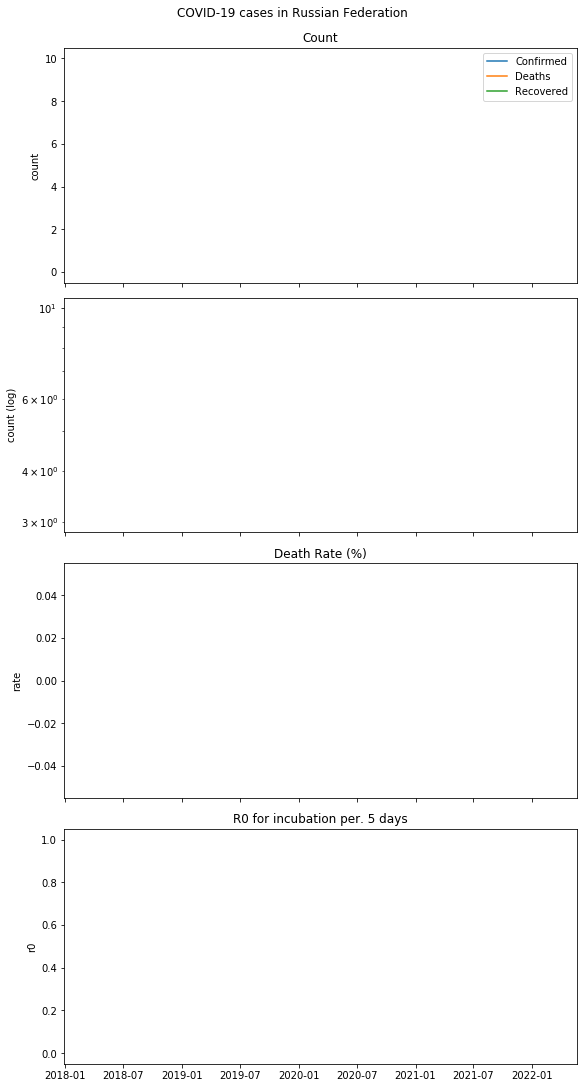 COVID-19 cases in Russian Federation
Count
Confirmed
Deaths
Recovered
10
8
6
4
2
0
count
10¹
6 × 10⁰
4 × 10⁰
3 × 10⁰
count (log)
Death Rate (%)
0.04
0.02
0.00
−0.02
−0.04
rate
R0 for incubation per. 5 days
1.0
0.8
0.6
0.4
0.2
0.0
r0
2018-01 2018-07 2019-01 2019-07 2020-01 2020-07 2021-01 2021-07 2022-01